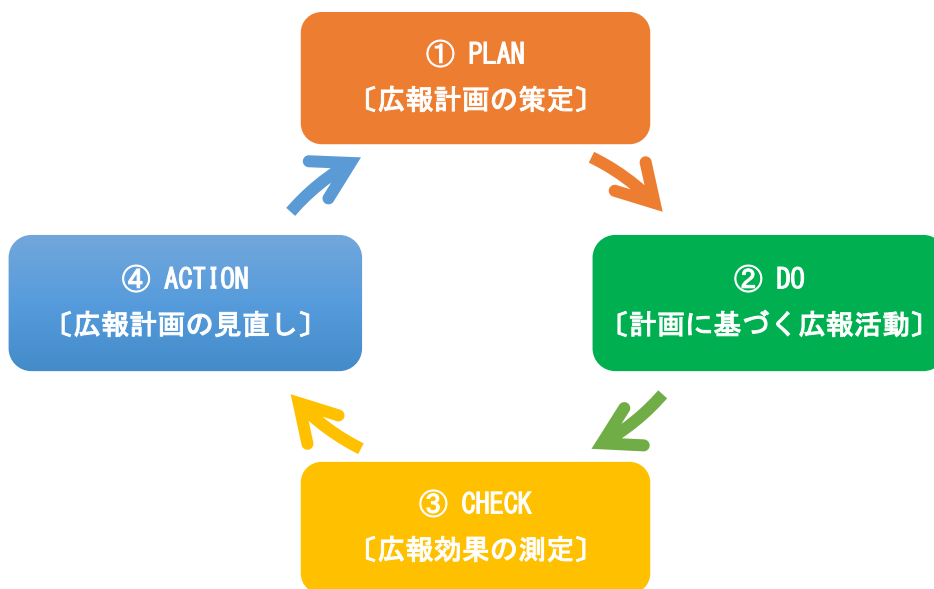 ① PLAN
〔広報計画の策定〕
② DO
〔計画に基づく広報活動〕
③ CHECK
〔広報効果の測定〕
④ ACTION
〔広報計画の見直し〕